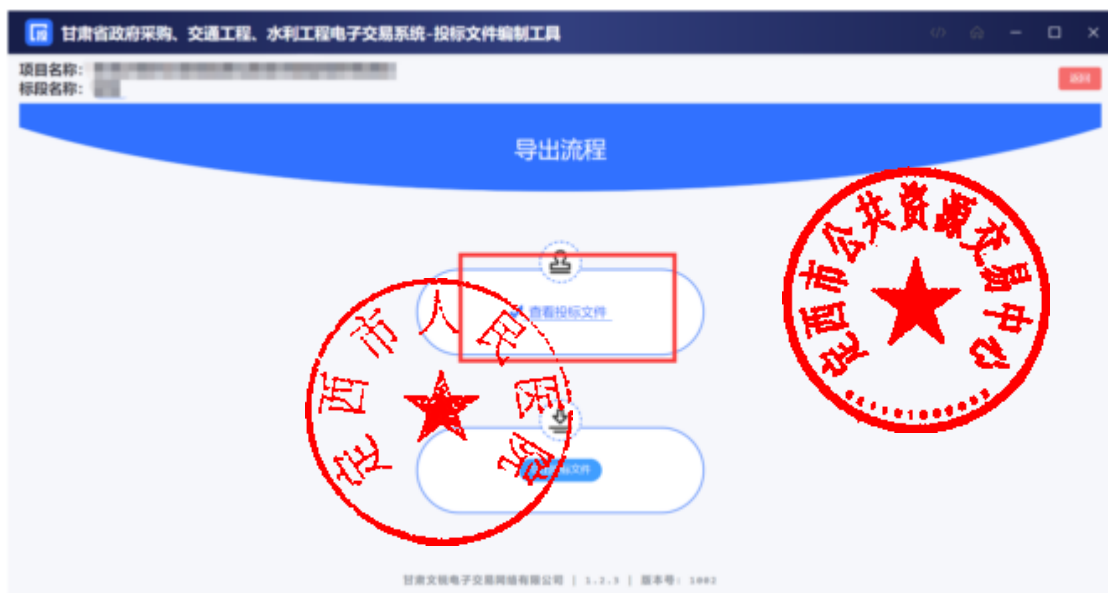 甘肃省政府采购、交通工程、水利工程电子交易系统-投标文件编制工具
项目名称：
标段名称：
返回
导出流程
查看投标文件
投标文件
定西市人民医院
定西市公共资源交易中心
甘肃文锐电子交易网络有限公司 | 1.2.3 | 版本号: 1002